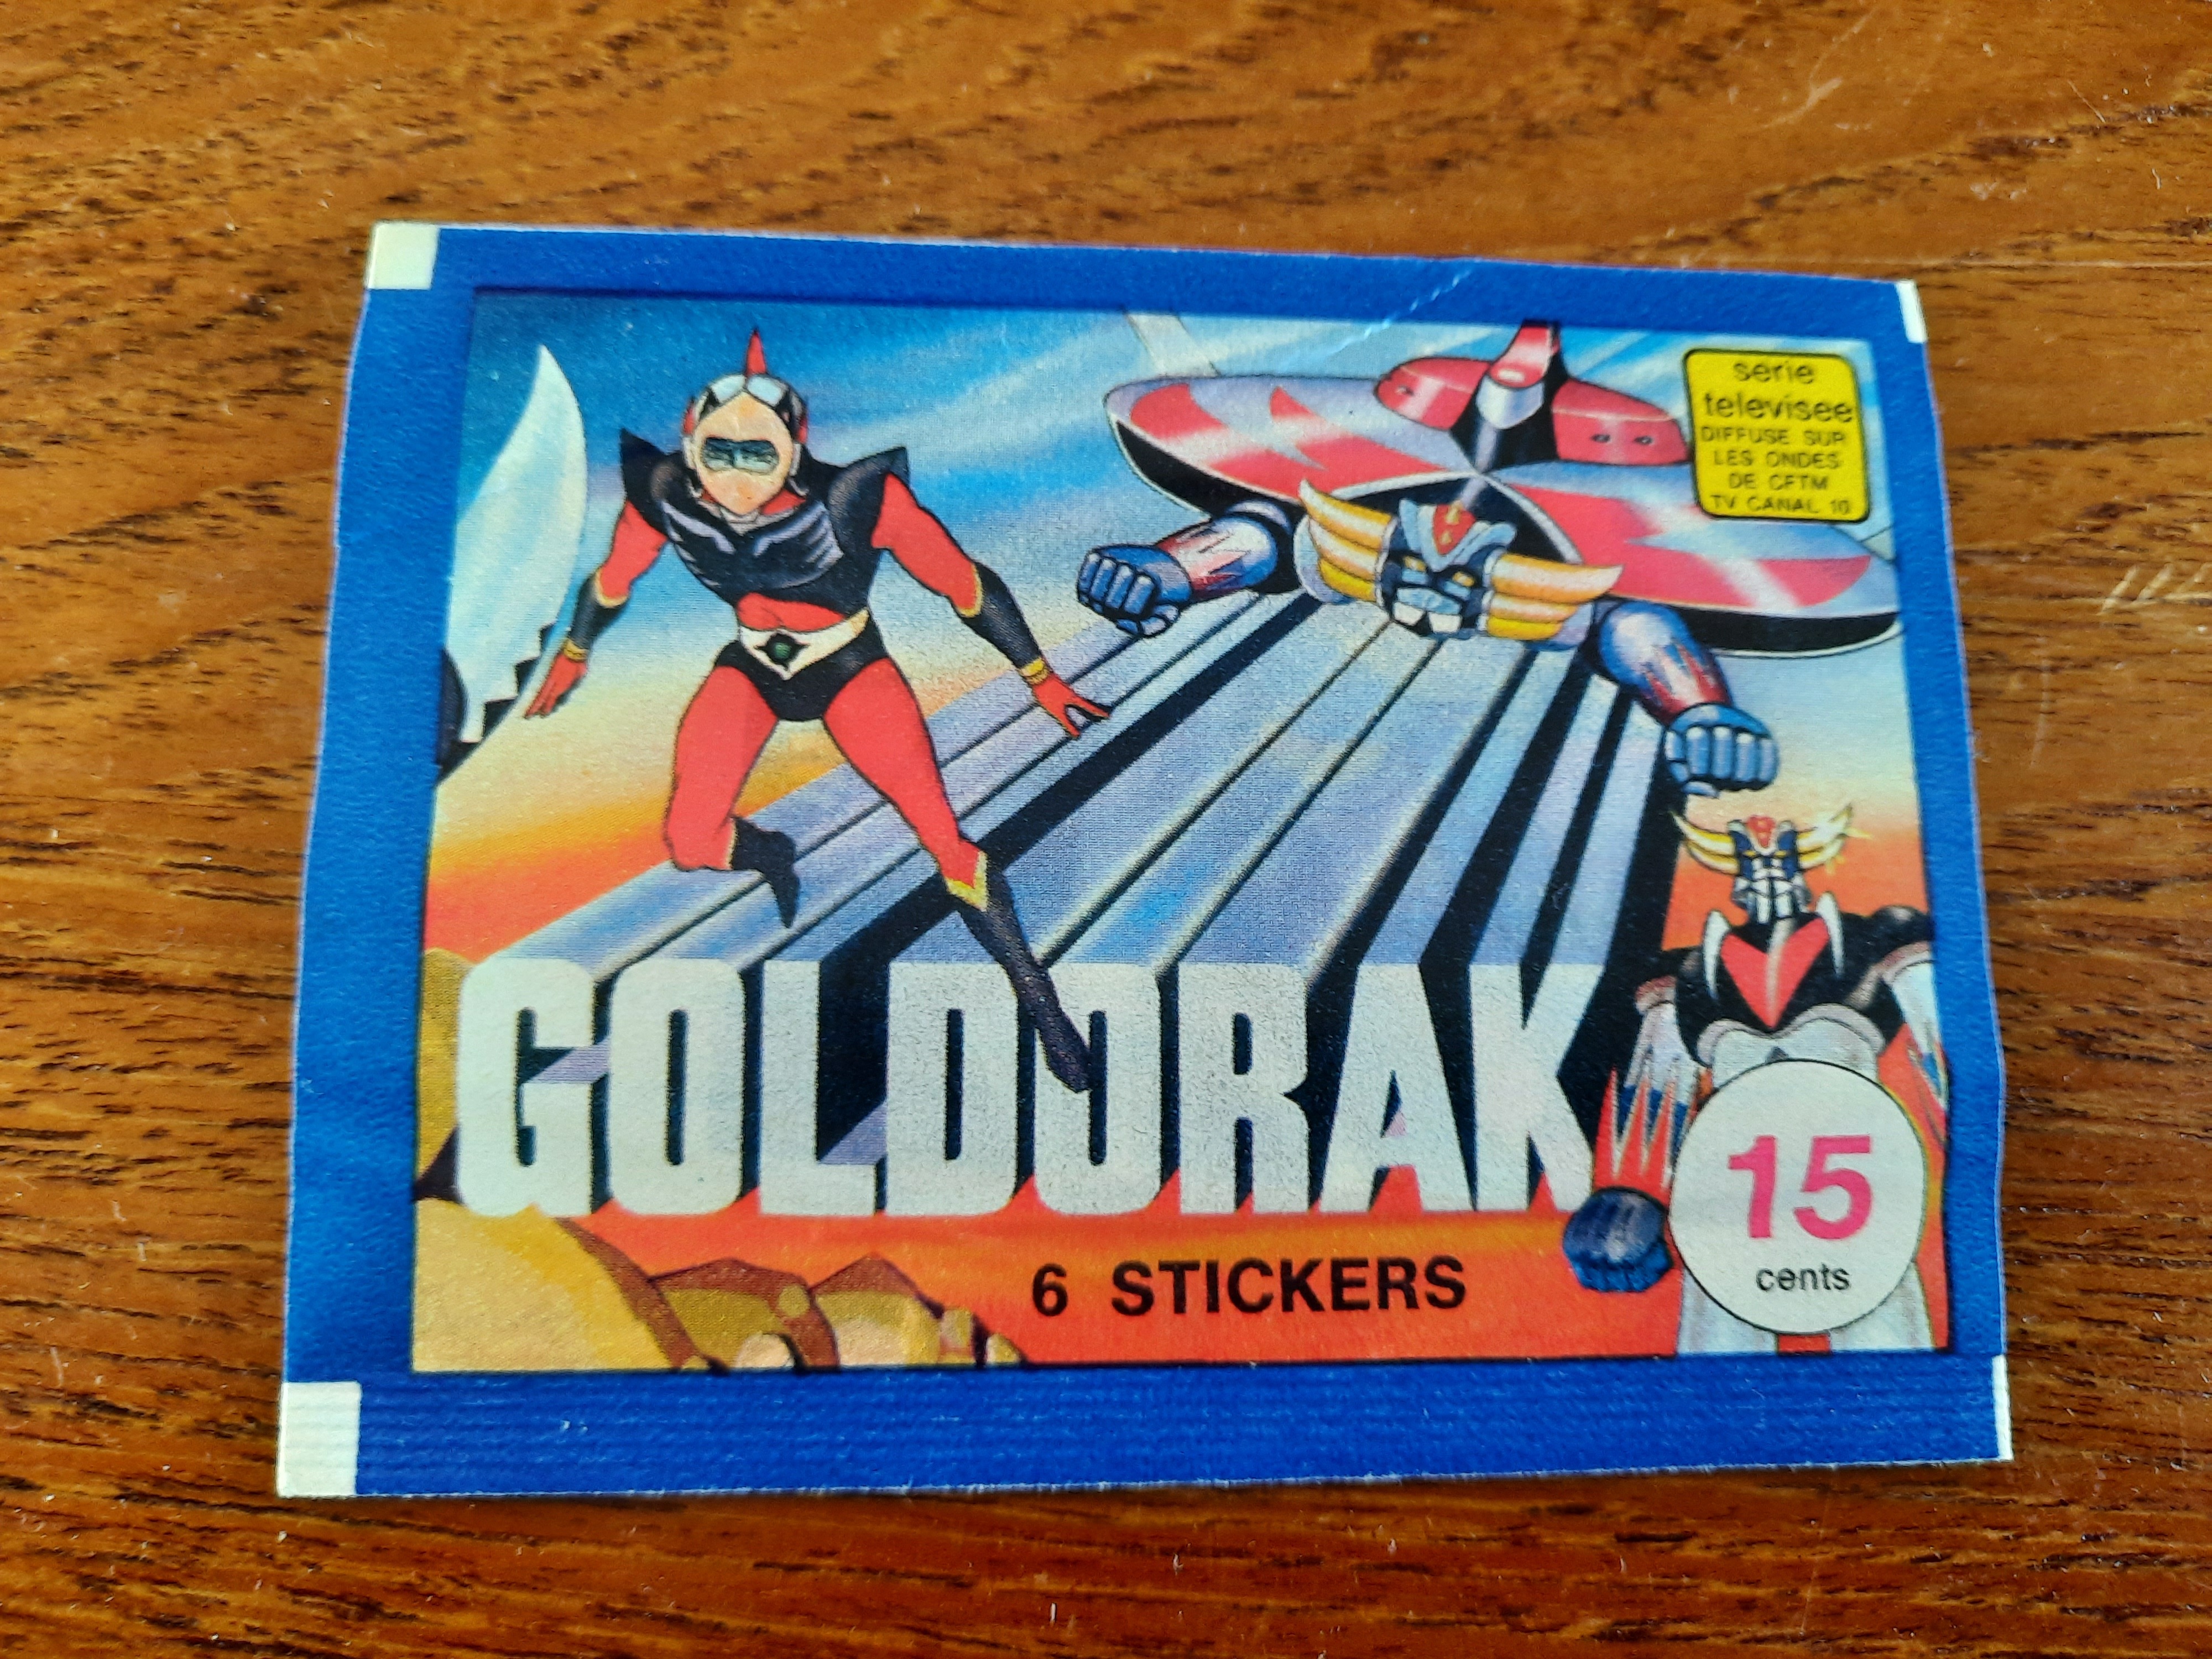 serie
televisee
DIFFUSE SUR
LES ONDES
DE CFTM
TV CANAL 10
GOLDORAK
6 STICKERS
15
cents